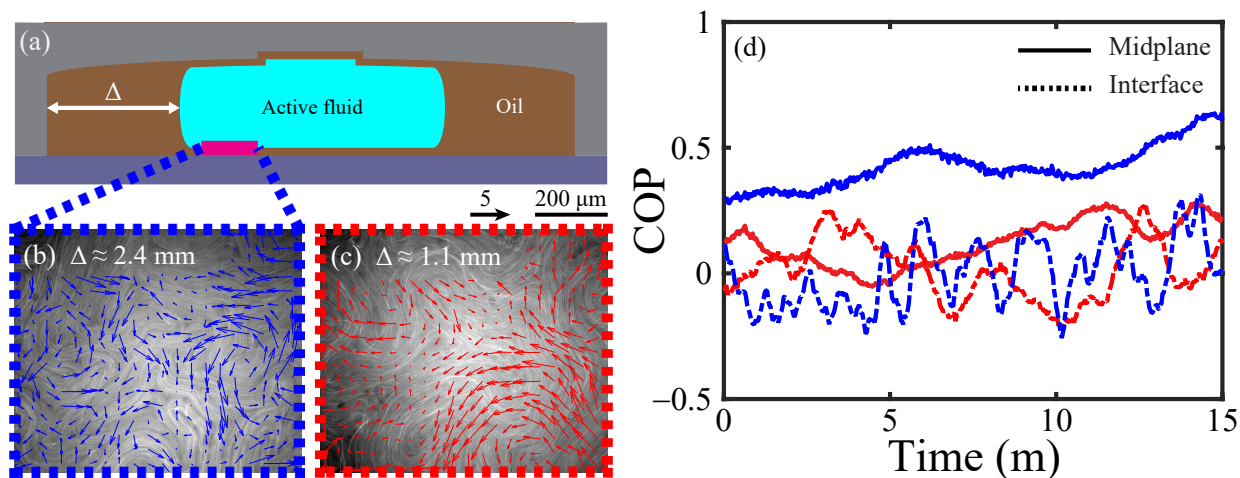 (a)
Δ
Active fluid
Oil
5
200 μm
(b) Δ ≈ 2.4 mm
(c) Δ ≈ 1.1 mm
(d)
Midplane
Interface
COP
1
0.5
0
–0.5
0
5
10
15
Time (m)